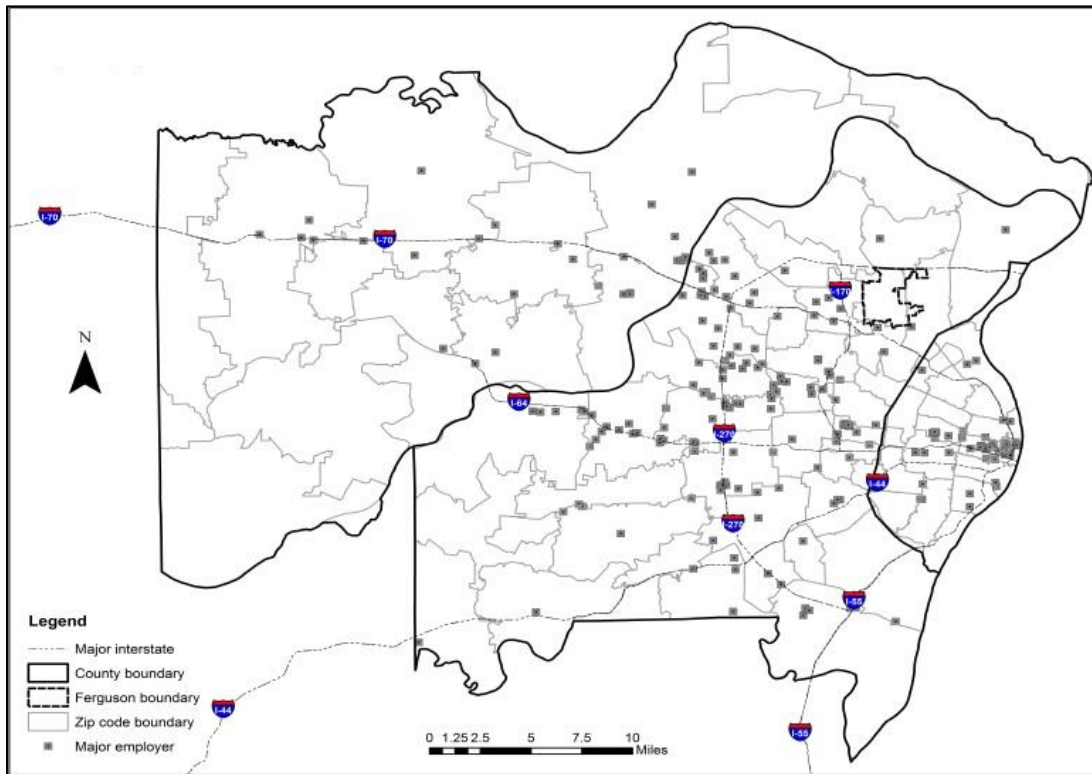 I-70
I-70
I-170
N
I-64
I-270
I-44
I-270
I-55
I-44
I-55
Legend
Major interstate
County boundary
Ferguson boundary
Zip code boundary
Major employer
0 1.25 2.5 5 7.5 10
Miles